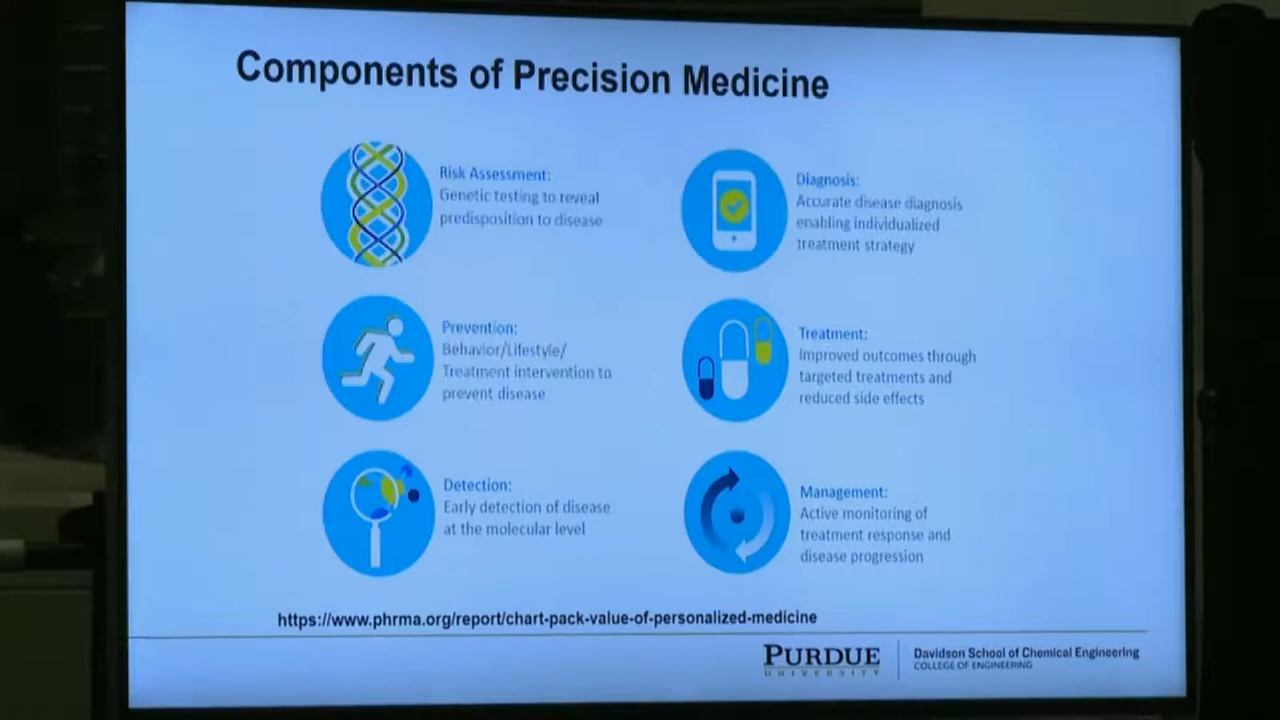 Components of Precision Medicine
Risk Assessment:
Genetic testing to reveal
predisposition to disease
Prevention:
Behavior/Lifestyle/
Treatment intervention to
prevent disease
Detection:
Early detection of disease
at the molecular level
Diagnosis:
Accurate disease diagnosis
enabling individualized
treatment strategy
Treatment:
Improved outcomes through
targeted treatments and
reduced side effects
Management:
Active monitoring of
treatment response and
disease progression
https://www.phrma.org/report/chart-pack-value-of-personalized-medicine
PURDUE
UNIVERSITY
Davidson School of Chemical Engineering
COLLEGE OF ENGINEERING